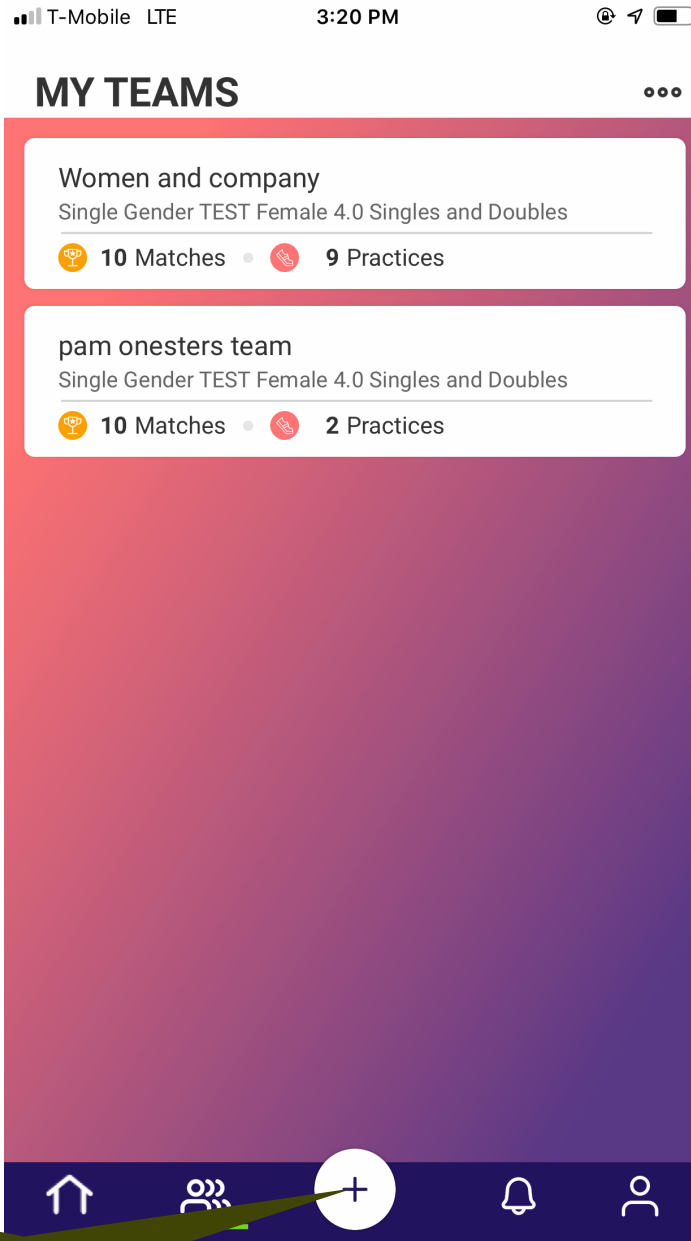 T-Mobile LTE 3:20 PM
MY TEAMS
Women and company
Single Gender TEST Female 4.0 Singles and Doubles
10 Matches 9 Practices
pam onesters team
Single Gender TEST Female 4.0 Singles and Doubles
10 Matches 2 Practices